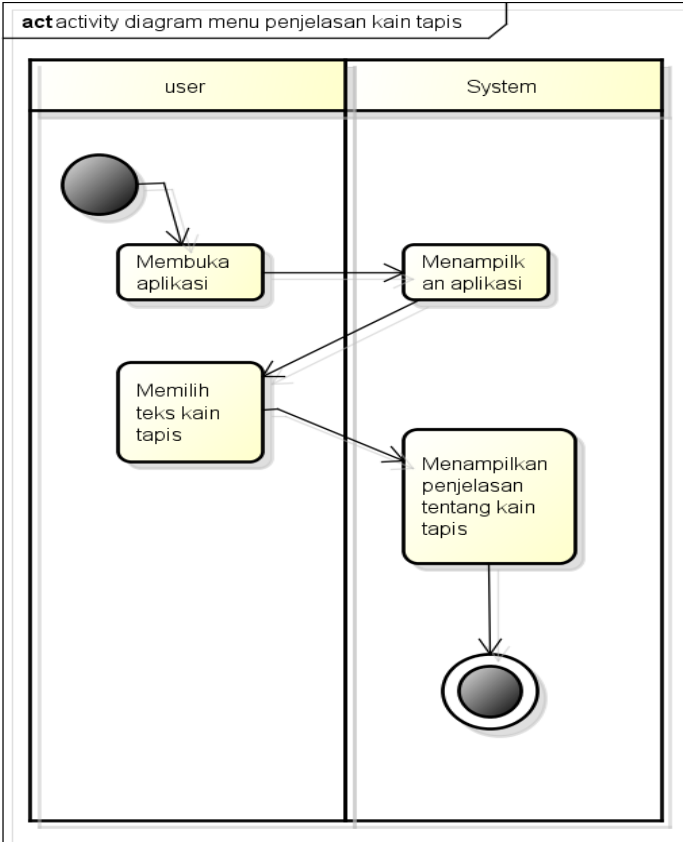 act activity diagram menu penjelasan kain tapis
user
System
Membuka
aplikasi
Menampilk
an aplikasi
Memilih
teks kain
tapis
Menampilkan
penjelasan
tentang kain
tapis